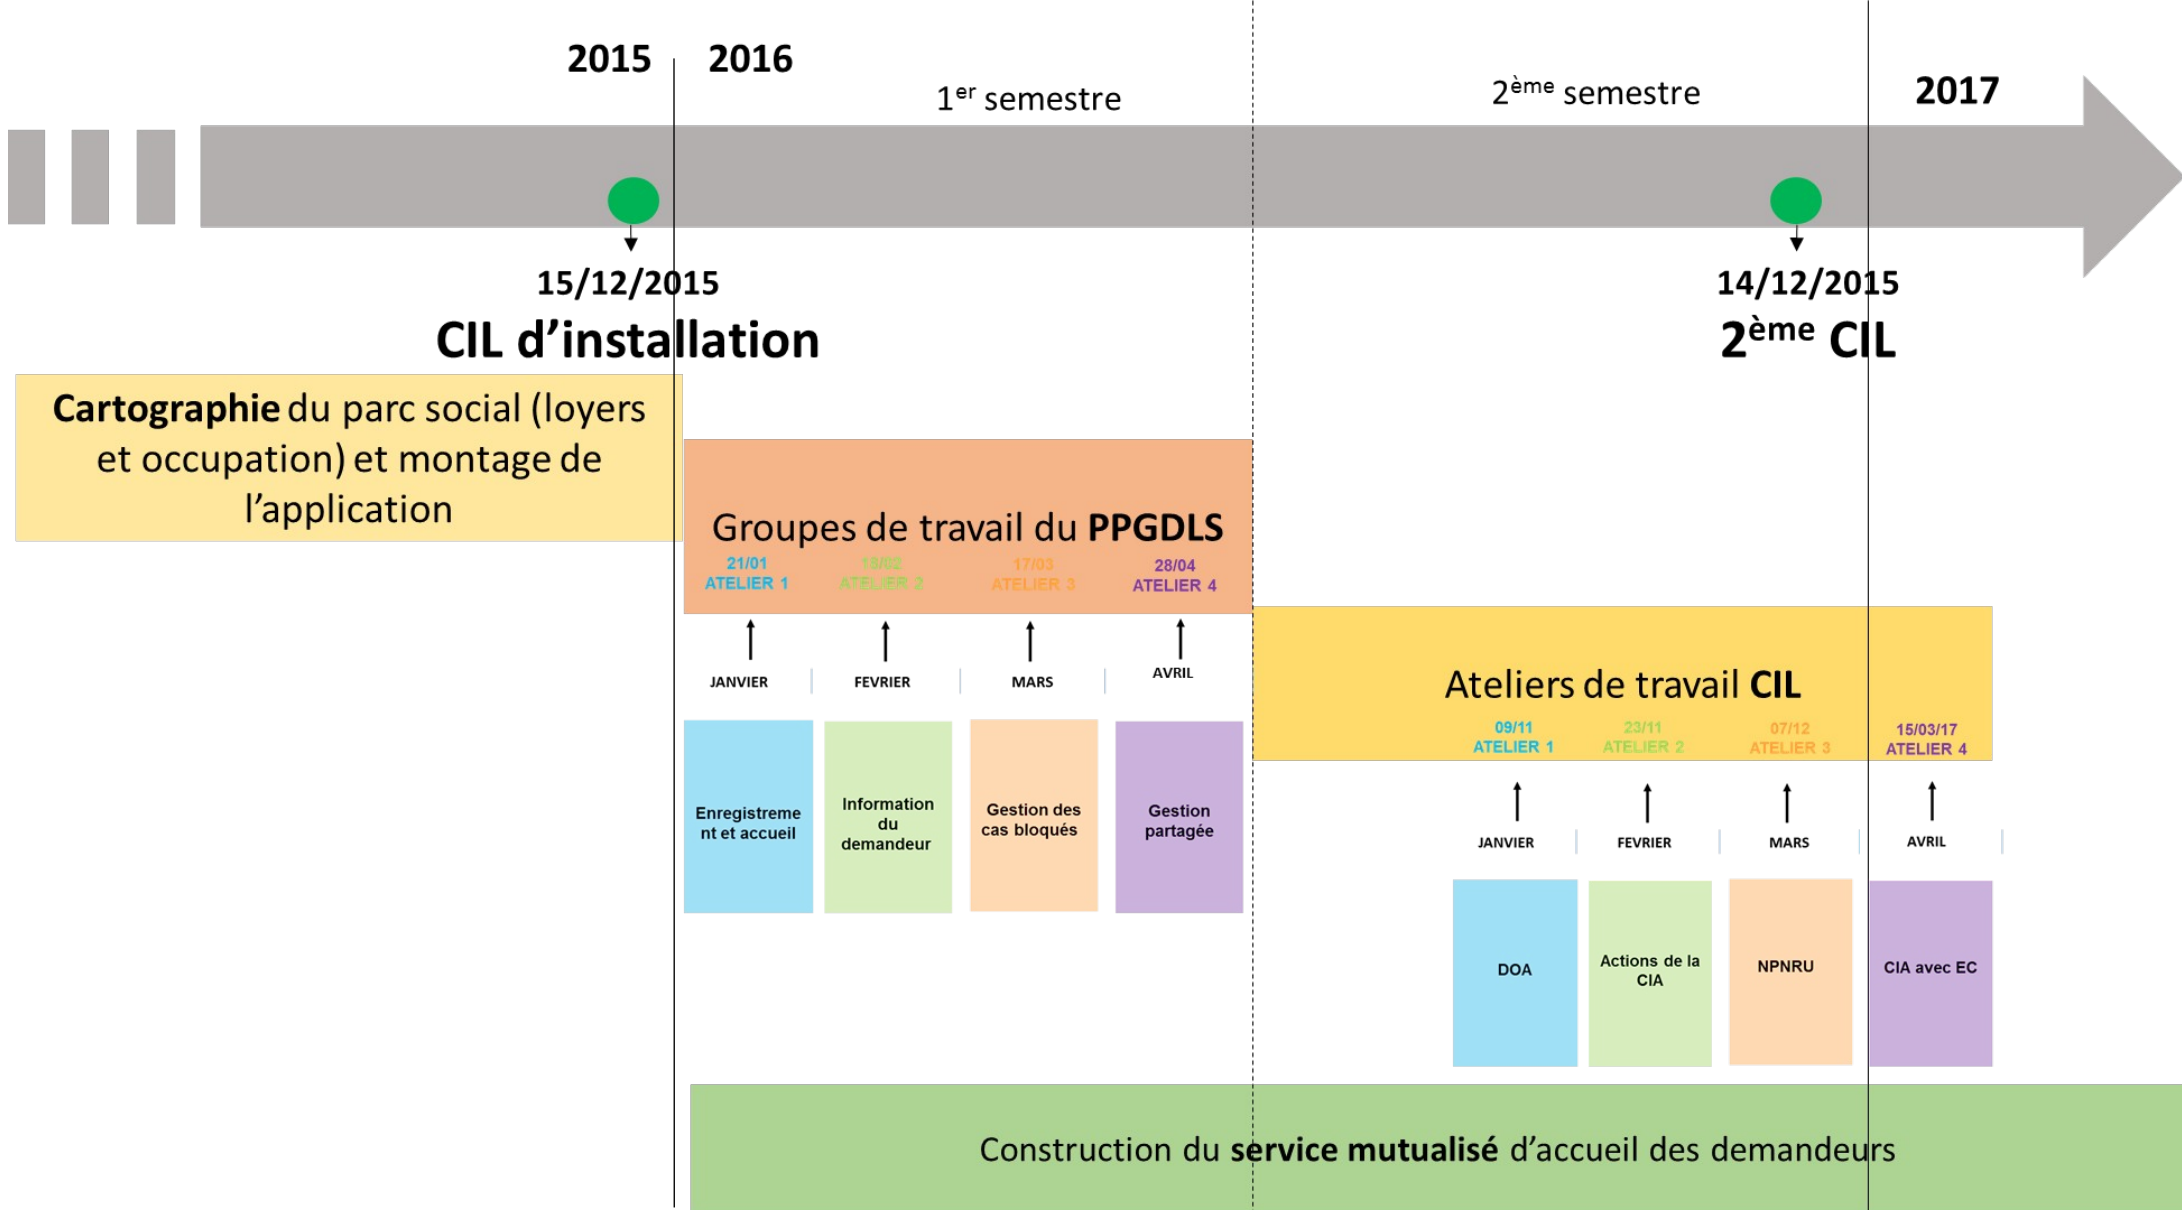 2015
2016
1er semestre
2ème semestre
2017
15/12/2015
CIL d'installation
14/12/2015
2ème CIL
Cartographie du parc social (loyers
et occupation) et montage de
l'application
Groupes de travail du PPGDLS
21/01
ATELIER 1
18/02
ATELIER 2
17/03
ATELIER 3
28/04
ATELIER 4
JANVIER
FEVRIER
MARS
AVRIL
Enregistreme
nt et accueil
Information
du
demandeur
Gestion des
cas bloqués
Gestion
partagée
Ateliers de travail CIL
09/11
ATELIER 1
23/11
ATELIER 2
07/12
ATELIER 3
15/03/17
ATELIER 4
JANVIER
FEVRIER
MARS
AVRIL
DOA
Actions de la
CIA
NPNRU
CIA avec EC
Construction du service mutualisé d'accueil des demandeurs